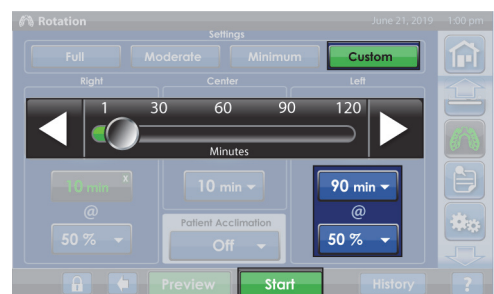 Rotation June 21, 2019 1:00 pm
Settings
Full Moderate Minimum Custom
Right Center Left
1 30 60 90 120
Minutes
10 min x 10 min 90 min
@ @
50 % Patient Acclimation 50 %
Off
Preview Start History ?